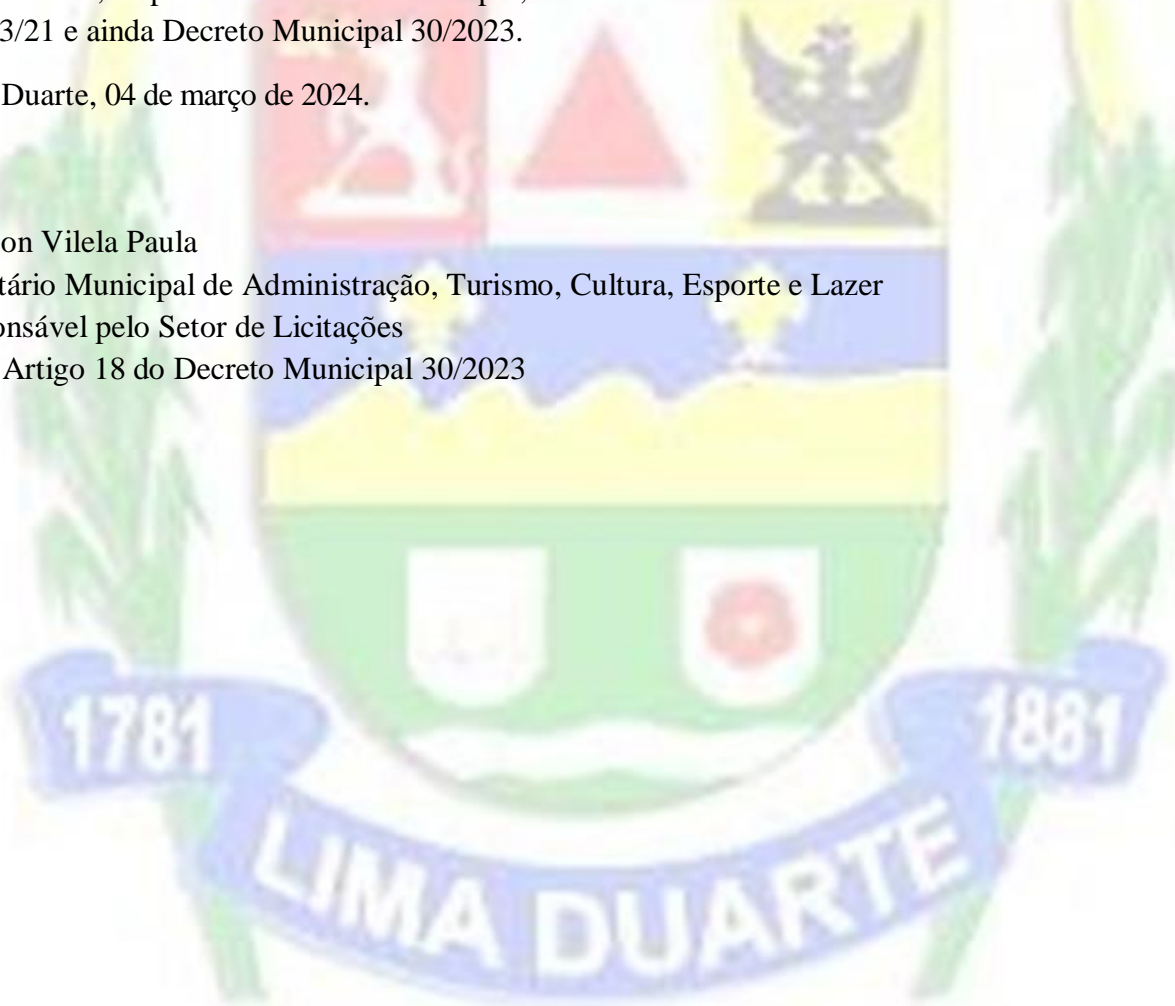 3/21 e ainda Decreto Municipal 30/2023.
Duarte, 04 de março de 2024.
on Vilela Paula
tário Municipal de Administração, Turismo, Cultura, Esporte e Lazer
onsável pelo Setor de Licitações
Artigo 18 do Decreto Municipal 30/2023
1781
1881
LIMA DUARTE